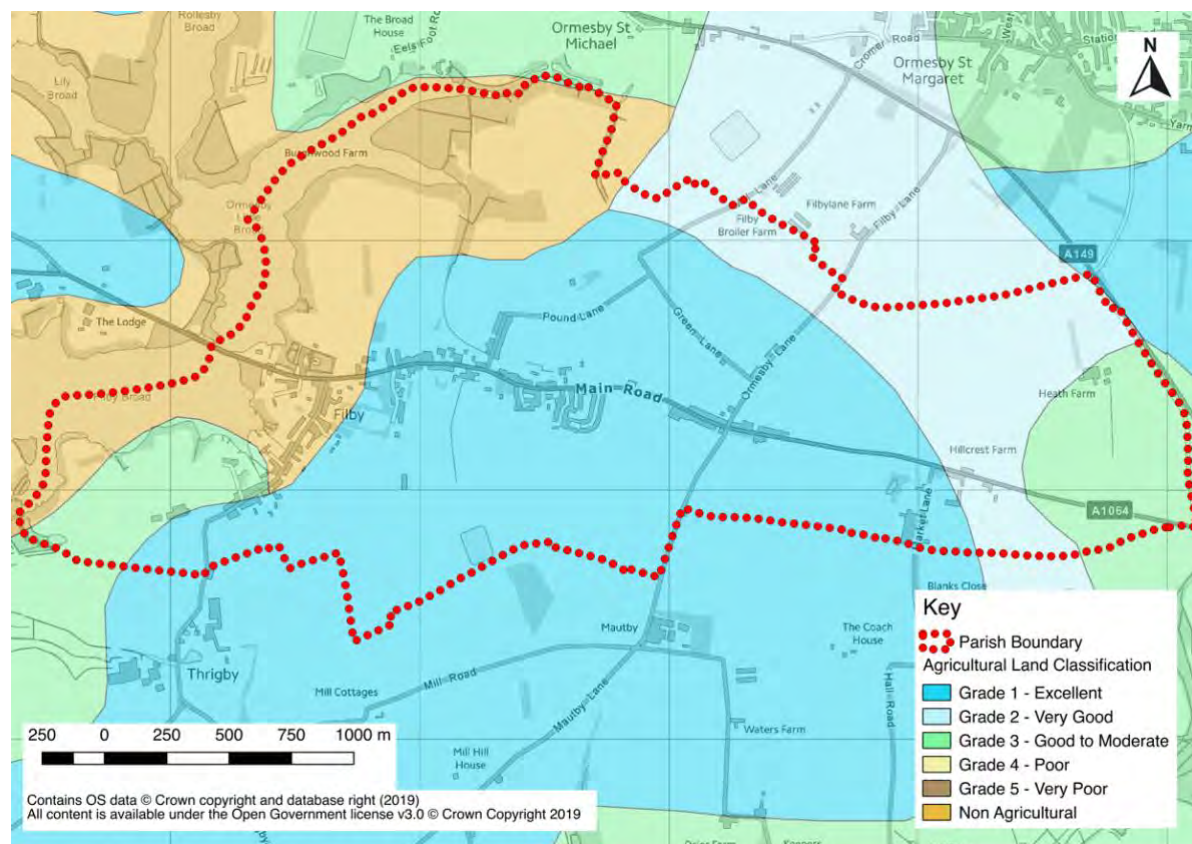 Rollesby
Broad
The Broad
House
Eels Foot Ro
Ormesby St
Michael
Cromer Road
West
Station
Ormesby St
Margaret
N
Yarm
Lily
Broad
Farm
Ormesby
Little
Lane
Filby
Broiler Farm
Filbylane Farm
Filby Lane
A149
The Lodge
Pound Lane
Green Lane
Ormesby Lane
Main Road
Heath Farm
Broad
Filby
Hillcrest Farm
A1064
Market Lane
Blanks Close
Mautby
The Coach
House
Thrigby
Mill Cottages
Mill Road
Mautby Lane
Hall Road
Waters Farm
Mill Hill
House
Key
Parish Boundary
Agricultural Land Classification
Grade 1 - Excellent
Grade 2 - Very Good
Grade 3 - Good to Moderate
Grade 4 - Poor
Grade 5 - Very Poor
Non Agricultural
250 0 250 500 750 1000 m
Contains OS data © Crown copyright and database right (2019)
All content is available under the Open Government license v3.0 © Crown Copyright 2019